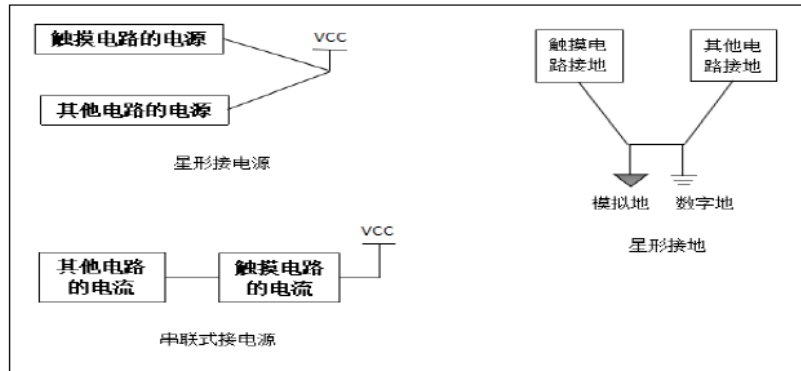 触摸电路的电源
VCC
其他电路的电源
星形接电源
触摸电
路接地
其他电
路接地
模拟地
数字地
星形接地
VCC
其他电路
的电流
触摸电路
的电流
串联式接电源